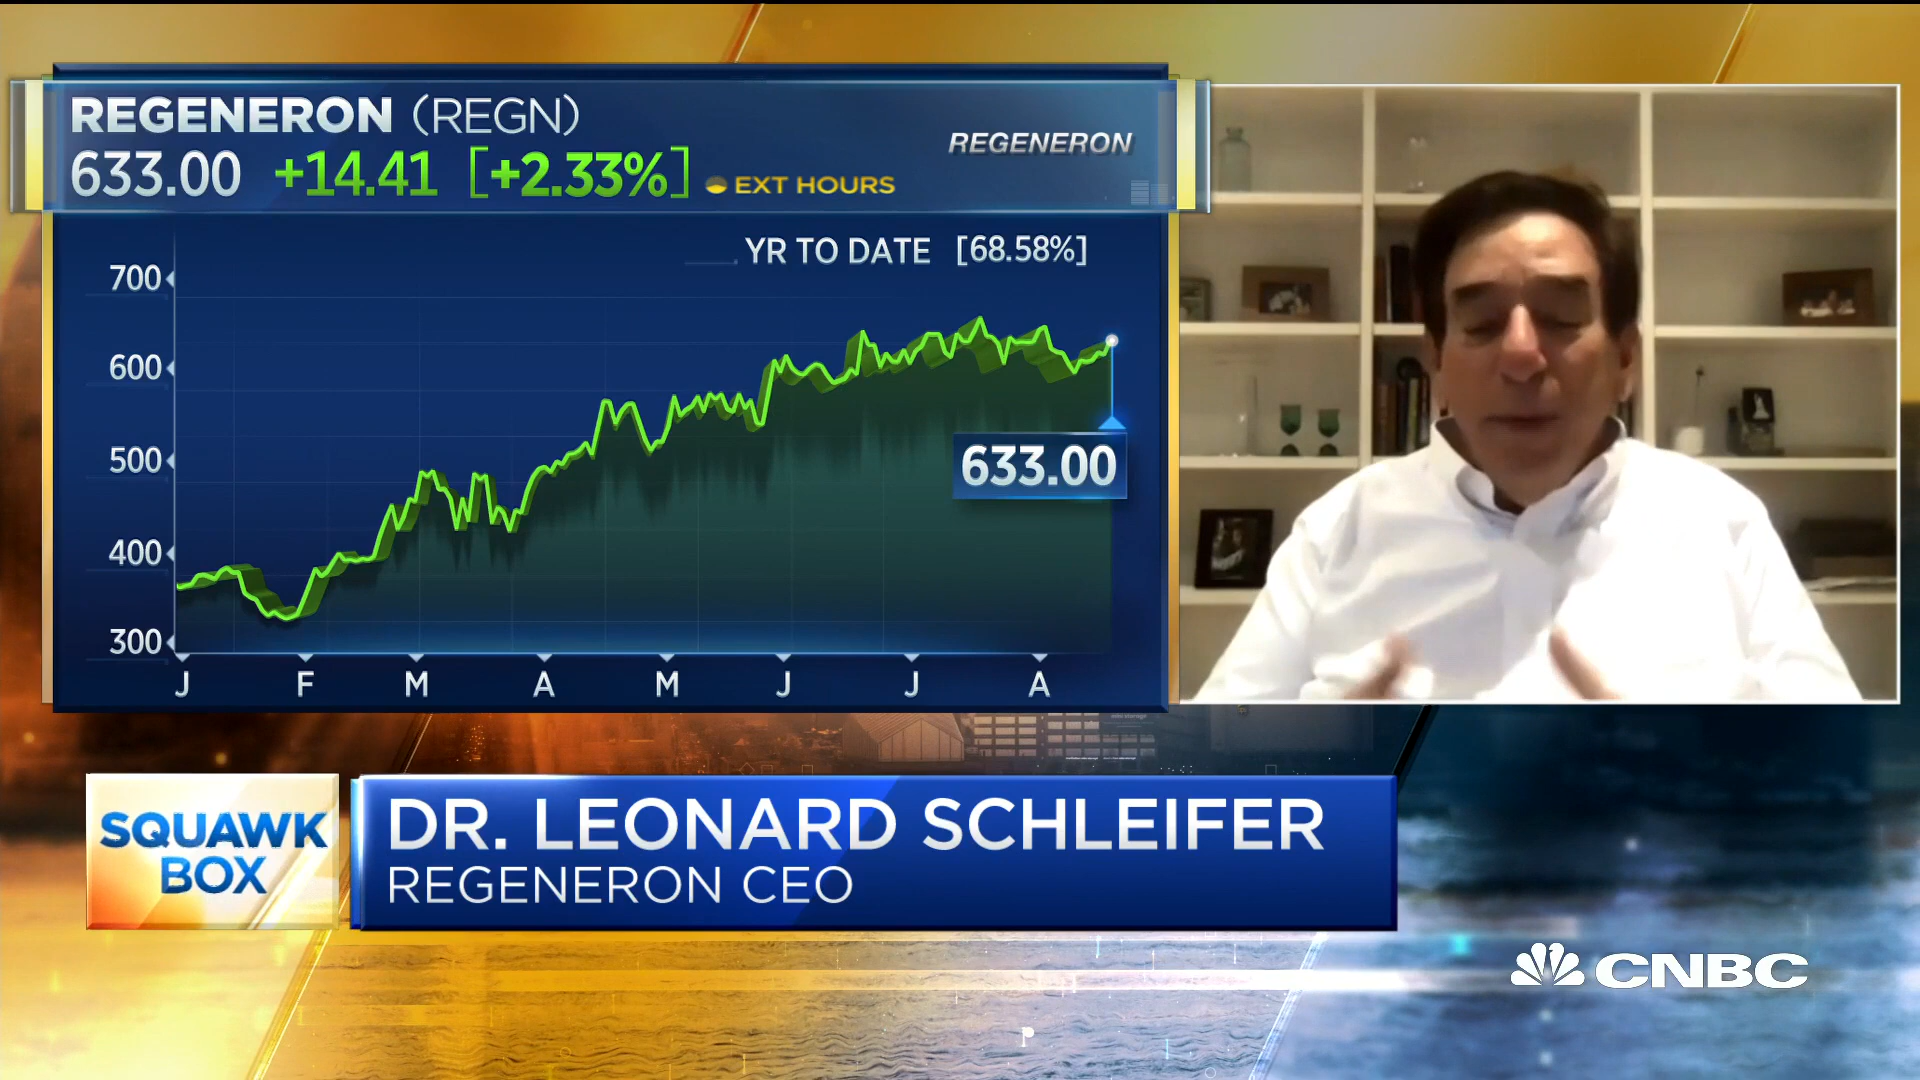 REGENERON (REGN)
633.00 +14.41 [+2.33%] EXT HOURS
REGENERON
YR TO DATE [68.58%]
700
600
500
400
300
633.00
J F M A M J J A
SQUAWK
BOX
DR. LEONARD SCHLEIFER
REGENERON CEO
CNBC
P